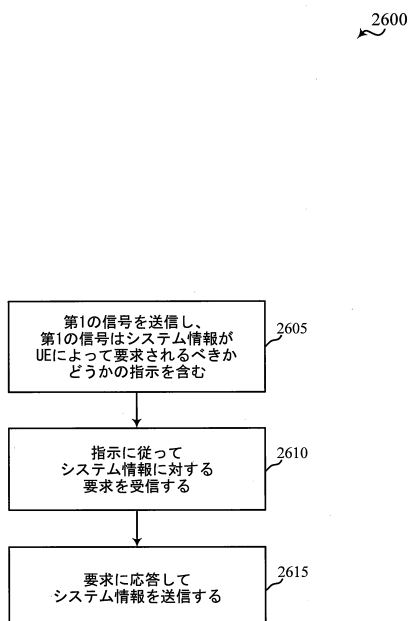 2600
第1の信号を送信し、
第1の信号はシステム情報が
UEによって要求されるべきか
どうかの指示を含む
2605
指示に従って
システム情報に対する
要求を受信する
2610
要求に応答して
システム情報を送信する
2615